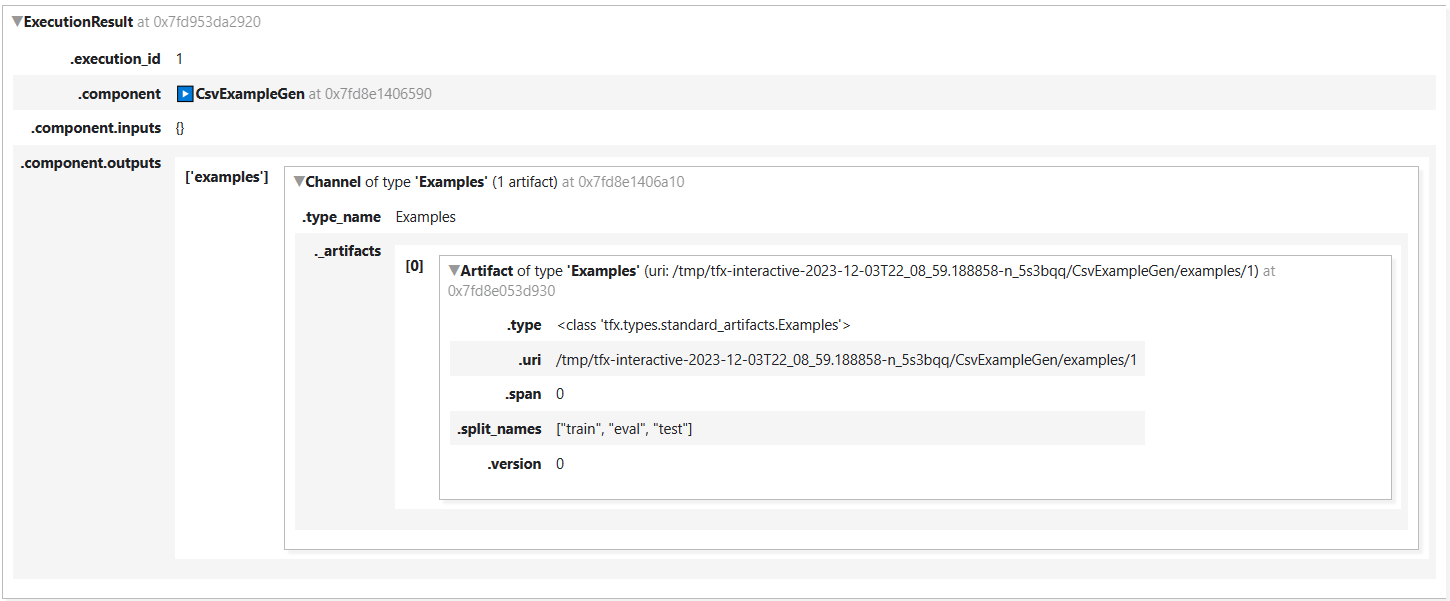 ▼ExecutionResult at 0x7fd953da2920
.execution_id 1
.component CsvExampleGen at 0x7fd8e1406590
.component.inputs {}
.component.outputs
['examples'] ▼Channel of type 'Examples' (1 artifact) at 0x7fd8e1406a10
.type_name Examples
._artifacts
[0] ▼Artifact of type 'Examples' (uri: /tmp/tfx-interactive-2023-12-03T22_08_59.188858-n_5s3bqq/CsvExampleGen/examples/1) at
0x7fd8e053d930
.type <class 'tfx.types.standard_artifacts.Examples'>
.uri /tmp/tfx-interactive-2023-12-03T22_08_59.188858-n_5s3bqq/CsvExampleGen/examples/1
.span 0
.split_names ["train", "eval", "test"]
.version 0